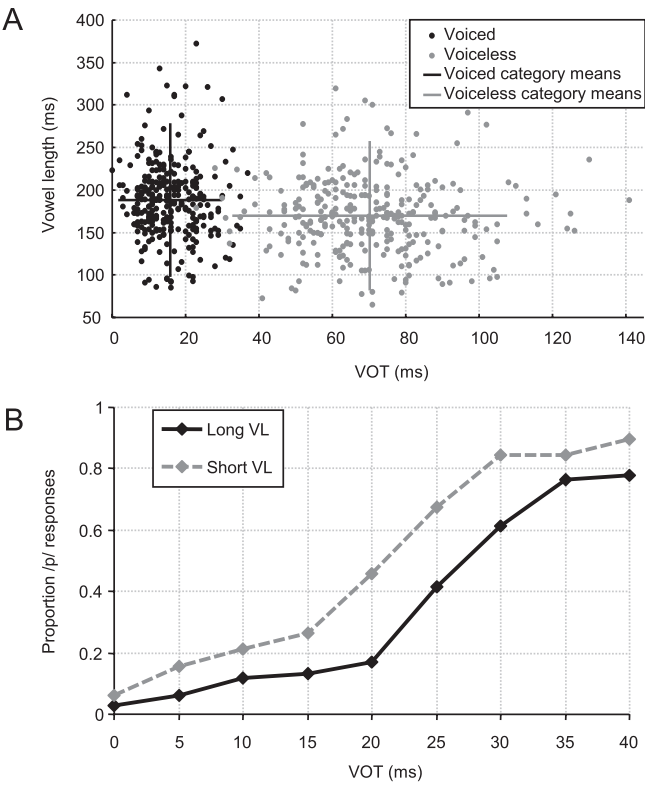 A
400
350
300
250
200
150
100
50
Vowel length (ms)
Voiced
Voiceless
Voiced category means
Voiceless category means
0 20 40 60 80 100 120 140
VOT (ms)
B
1
0.8
0.6
0.4
0.2
0
Proportion /p/ responses
Long VL
Short VL
0 5 10 15 20 25 30 35 40
VOT (ms)